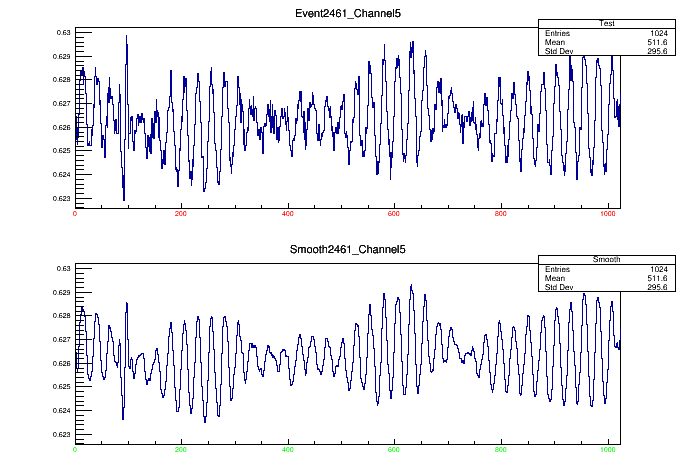 Event2461_Channel5
Test
Entries 1024
Mean 511.6
Std Dev 295.6
0.63
0.629
0.628
0.627
0.626
0.625
0.624
0.623
0 200 400 600 800 1000
Smooth2461_Channel5
Smooth
Entries 1024
Mean 511.6
Std Dev 295.6
0.63
0.629
0.628
0.627
0.626
0.625
0.624
0.623
0 200 400 600 800 1000